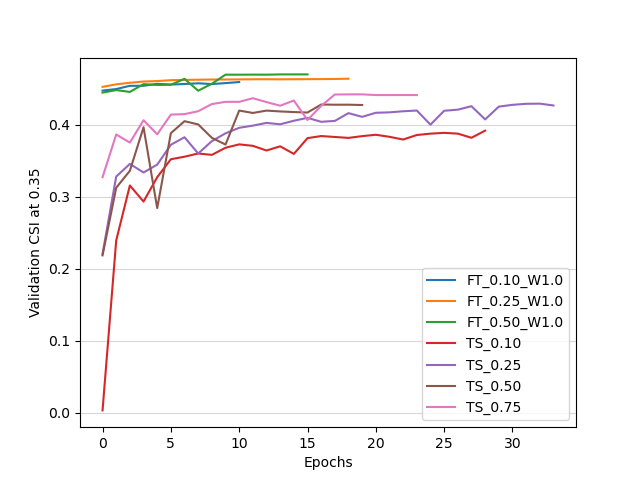 Validation CSI at 0.35
0.4
0.3
0.2
0.1
0.0
FT_0.10_W1.0
FT_0.25_W1.0
FT_0.50_W1.0
TS_0.10
TS_0.25
TS_0.50
TS_0.75
0 5 10 15 20 25 30
Epochs